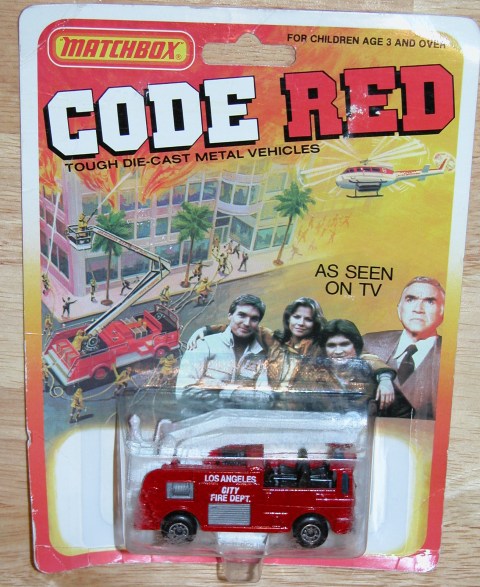 MATCHBOX
FOR CHILDREN AGE 3 AND OVER
CODE RED
TOUGH DIE-CAST METAL VEHICLES
AS SEEN
ON TV
LOS ANGELES
CITY
FIRE DEPT.